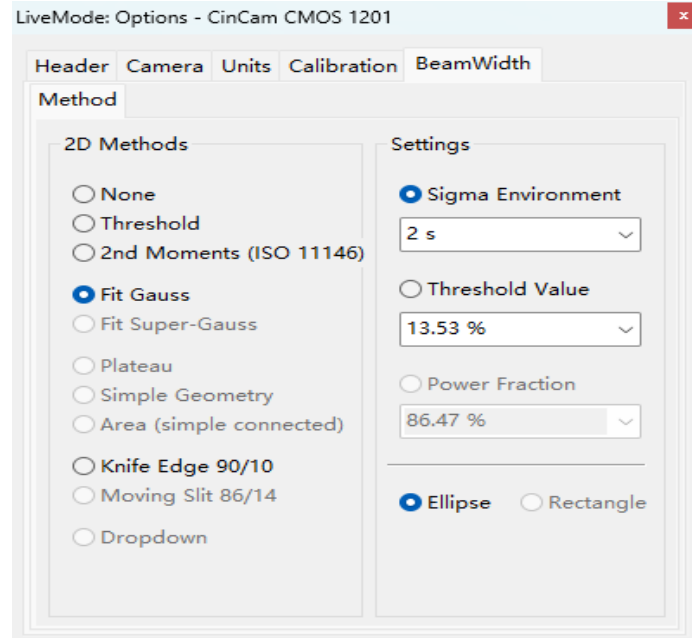 LiveMode: Options - CinCam CMOS 1201
x
Header Camera Units Calibration BeamWidth
Method
2D Methods
None
Threshold
2nd Moments (ISO 11146)
Fit Gauss
Fit Super-Gauss
Plateau
Simple Geometry
Area (simple connected)
Knife Edge 90/10
Moving Slit 86/14
Dropdown
Settings
Sigma Environment
2 s
Threshold Value
13.53 %
Power Fraction
86.47 %
Ellipse Rectangle